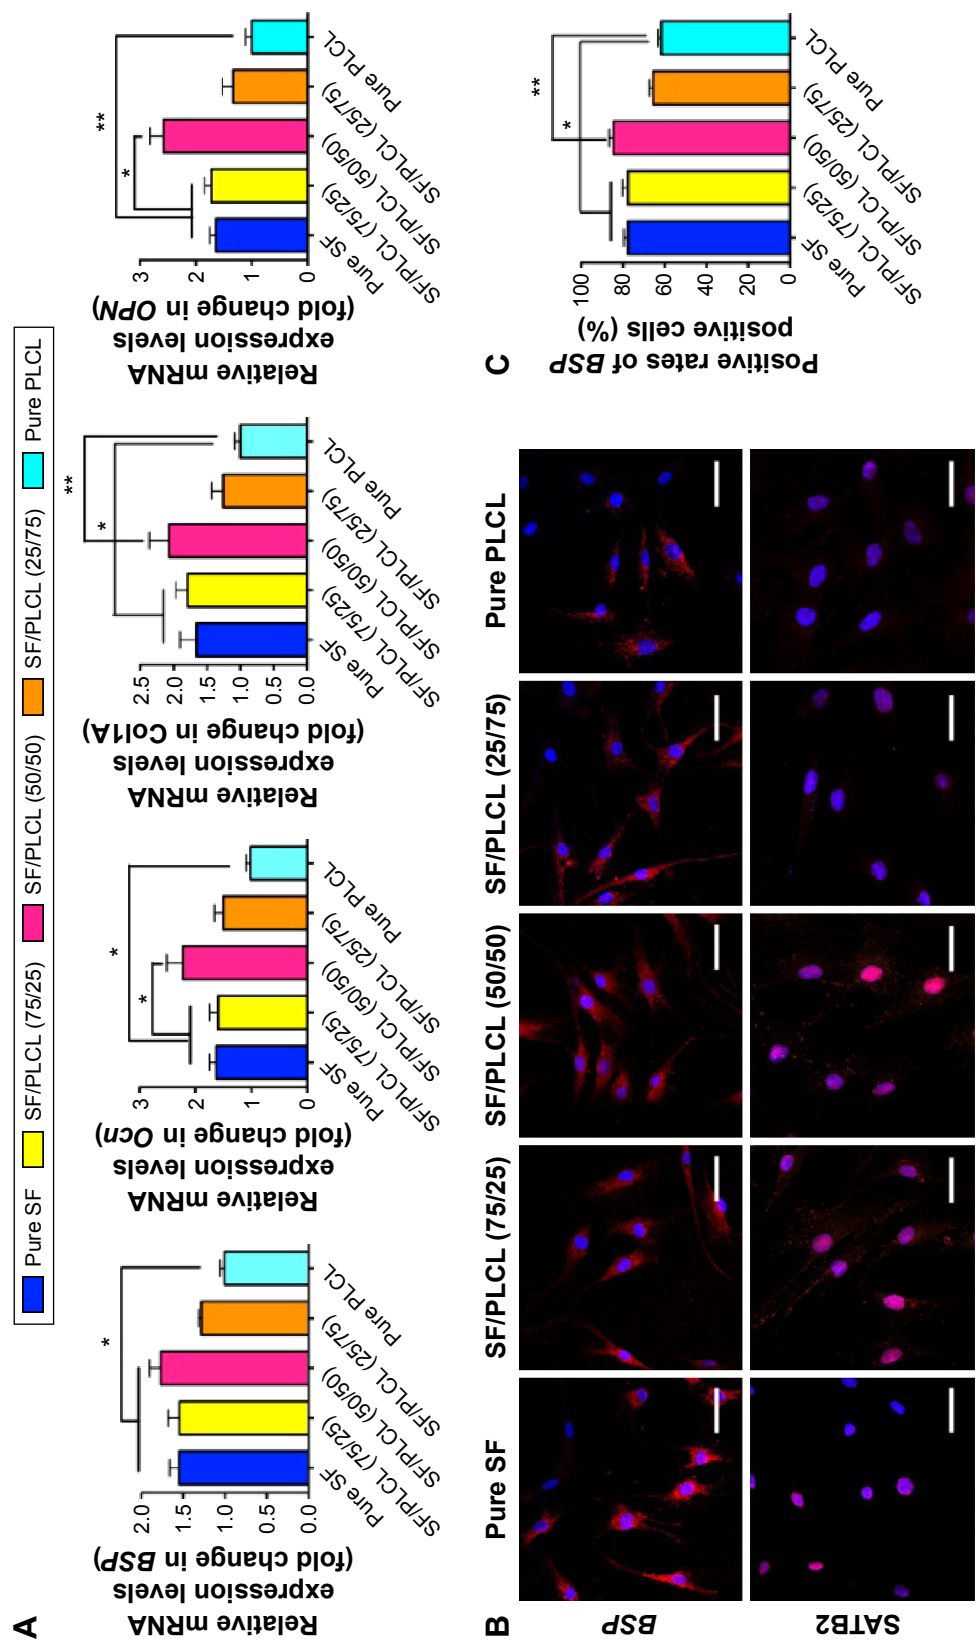 A
Pure SF
SF/PLCL (75/25)
SF/PLCL (50/50)
SF/PLCL (25/75)
Pure PLCL
Relative mRNA
expression levels
(fold change in BSP)
2.0
1.5
1.0
0.5
0.0
Pure SF
SF/PLCL (75/25)
SF/PLCL (50/50)
SF/PLCL (25/75)
Pure PLCL
*
Relative mRNA
expression levels
(fold change in Ocn)
3
2
1
0
Pure SF
SF/PLCL (75/25)
SF/PLCL (50/50)
SF/PLCL (25/75)
Pure PLCL
*
*
Relative mRNA
expression levels
(fold change in Col1A)
2.5
2.0
1.5
1.0
0.5
0.0
Pure SF
SF/PLCL (75/25)
SF/PLCL (50/50)
SF/PLCL (25/75)
Pure PLCL
*
**
Relative mRNA
expression levels
(fold change in OPN)
3
2
1
0
Pure SF
SF/PLCL (75/25)
SF/PLCL (50/50)
SF/PLCL (25/75)
Pure PLCL
*
**
B
Pure SF
SF/PLCL (75/25)
SF/PLCL (50/50)
SF/PLCL (25/75)
Pure PLCL
BSP
SATB2
C
Positive rates of BSP
positive cells (%)
100
80
60
40
20
0
Pure SF
SF/PLCL (75/25)
SF/PLCL (50/50)
SF/PLCL (25/75)
Pure PLCL
*
**